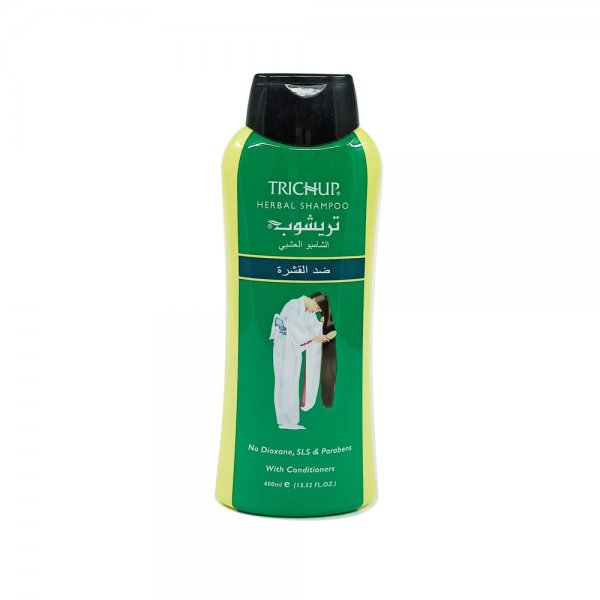 TRICHUP®
HERBAL SHAMPOO
تريشوب®
الشامبو العشبي
ضد القشرة
No Dioxane, SLS & Parabens
With Conditioners
400ml e (13.52 FL.OZ.)